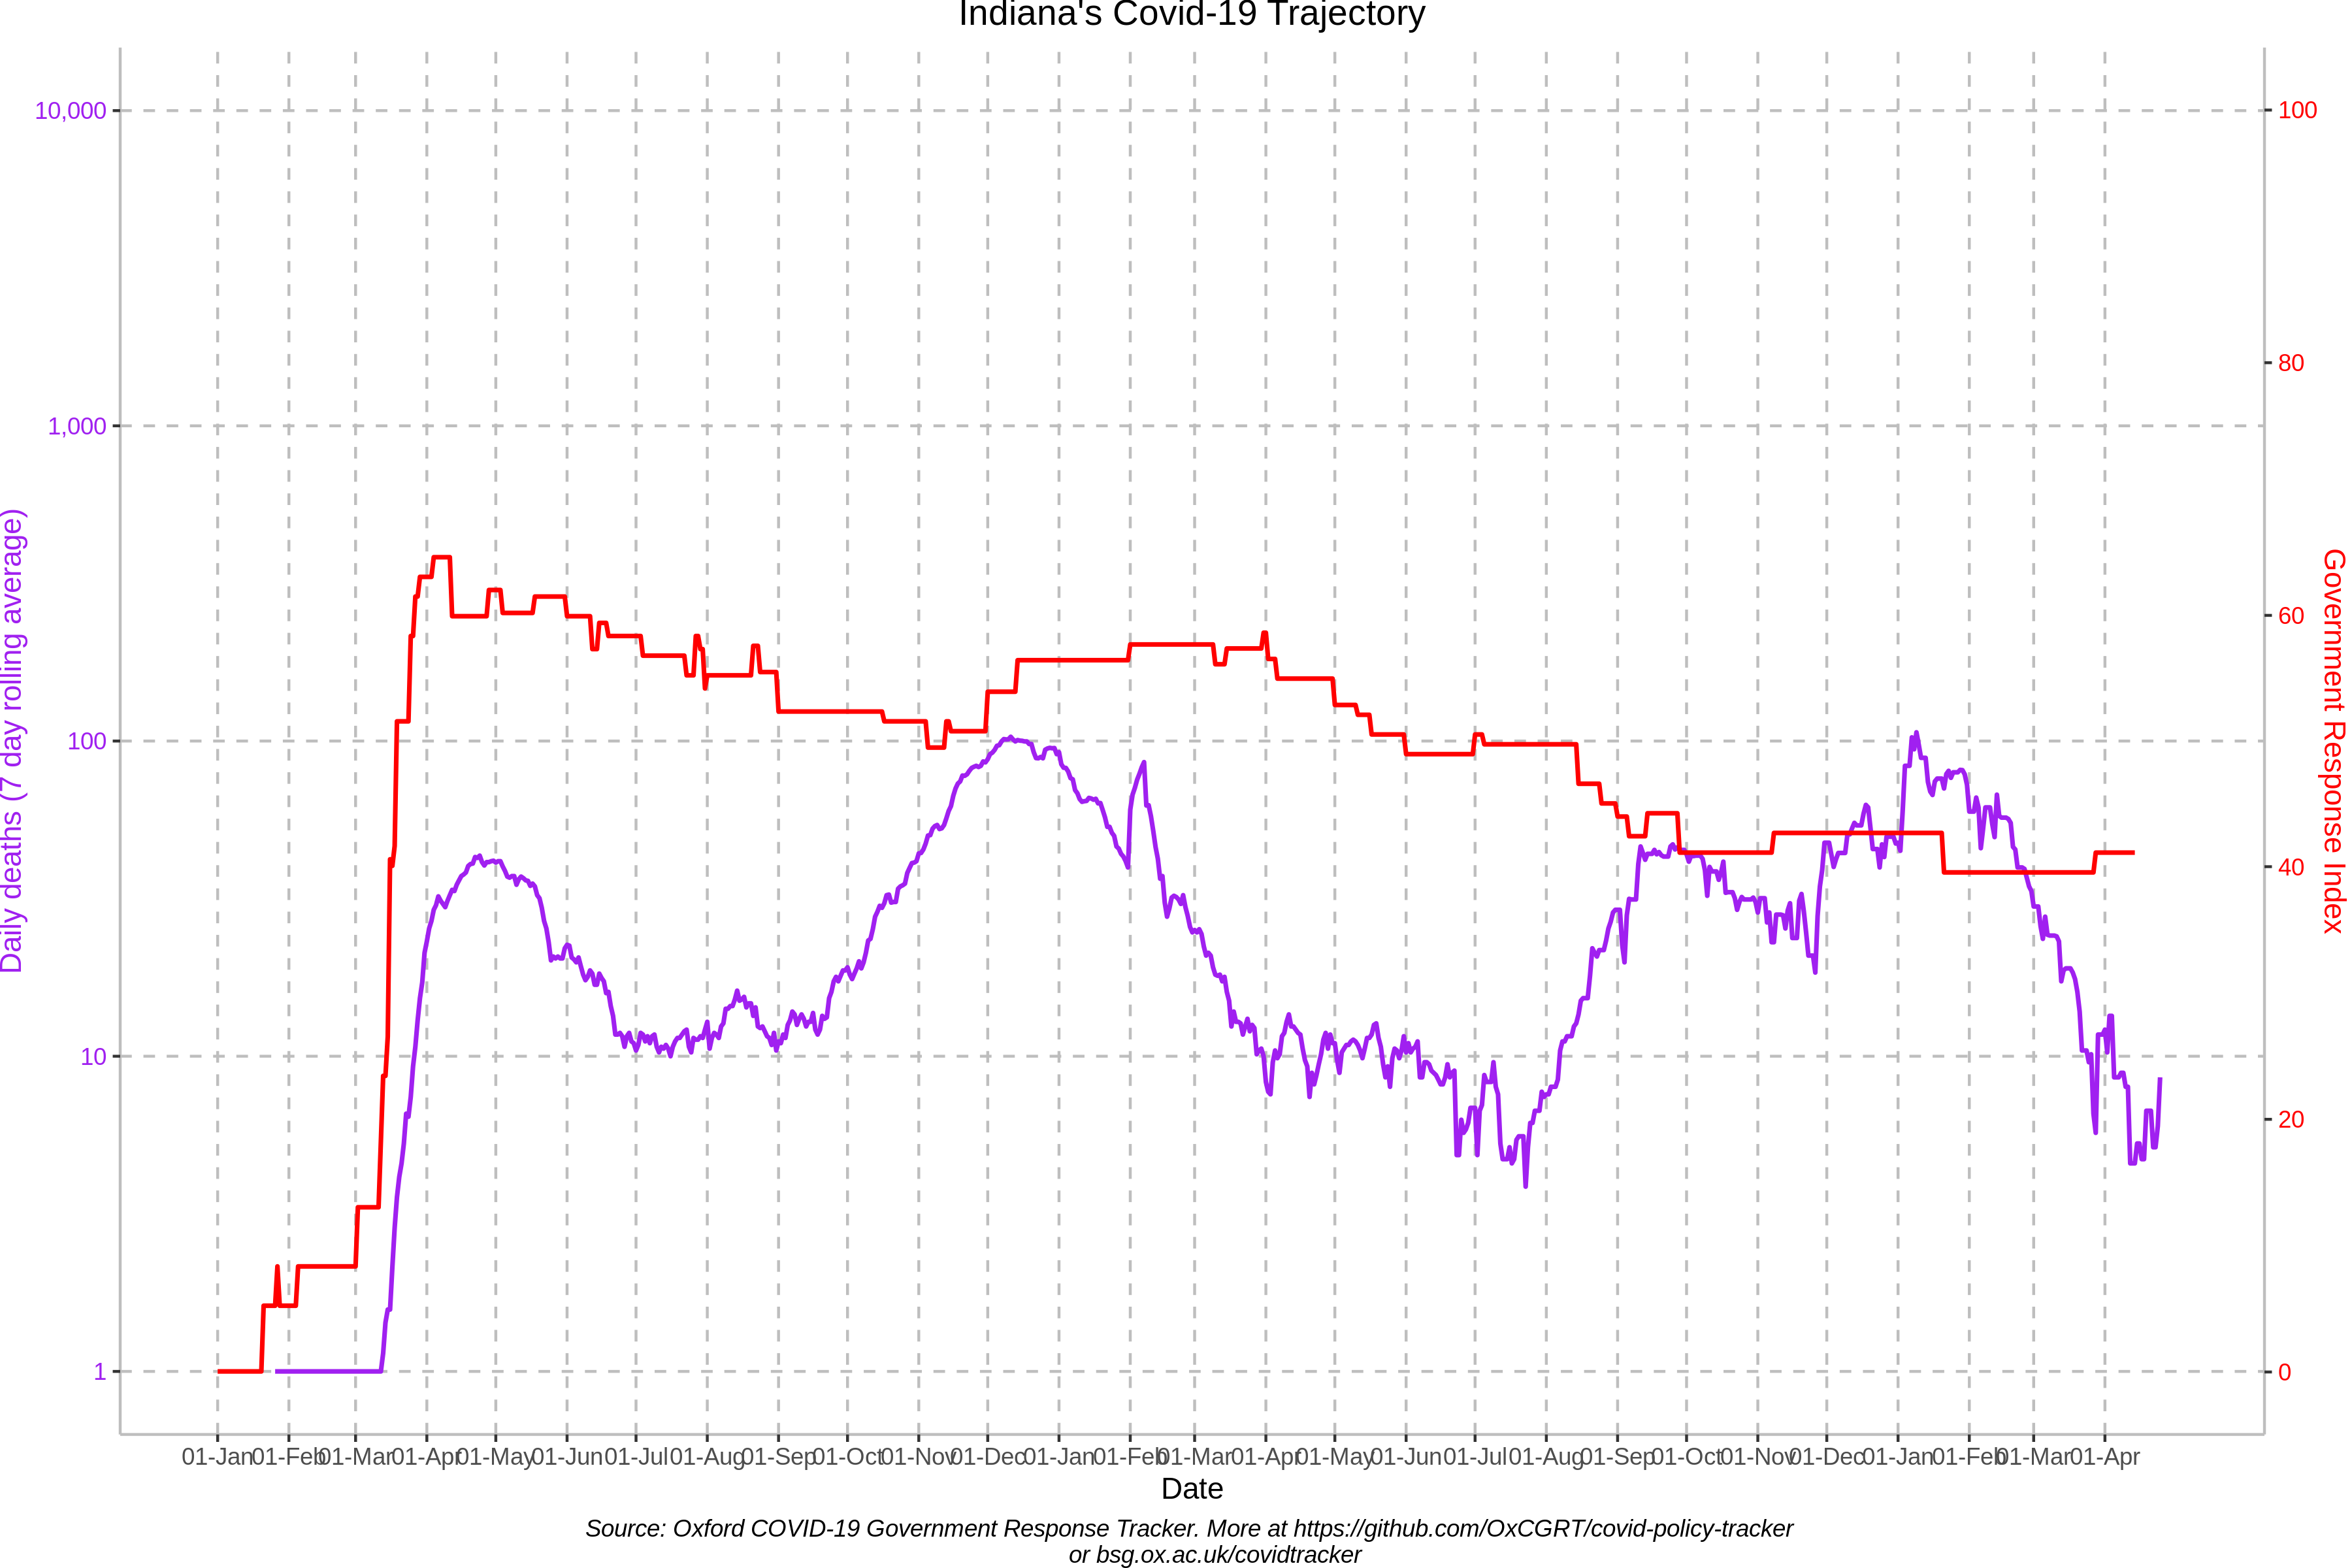 Indiana's Covid-19 Trajectory
10,000
1,000
100
10
1
Daily deaths (7 day rolling average)
100
80
60
40
20
0
Government Response Index
01-Jan 01-Feb 01-Mar 01-Apr 01-May 01-Jun 01-Jul 01-Aug 01-Sep 01-Oct 01-Nov 01-Dec 01-Jan 01-Feb 01-Mar 01-Apr 01-May 01-Jun 01-Jul 01-Aug 01-Sep 01-Oct 01-Nov 01-Dec 01-Jan 01-Feb 01-Mar 01-Apr
Date
Source: Oxford COVID-19 Government Response Tracker. More at https://github.com/OxCGRT/covid-policy-tracker
or bsg.ox.ac.uk/covidtracker